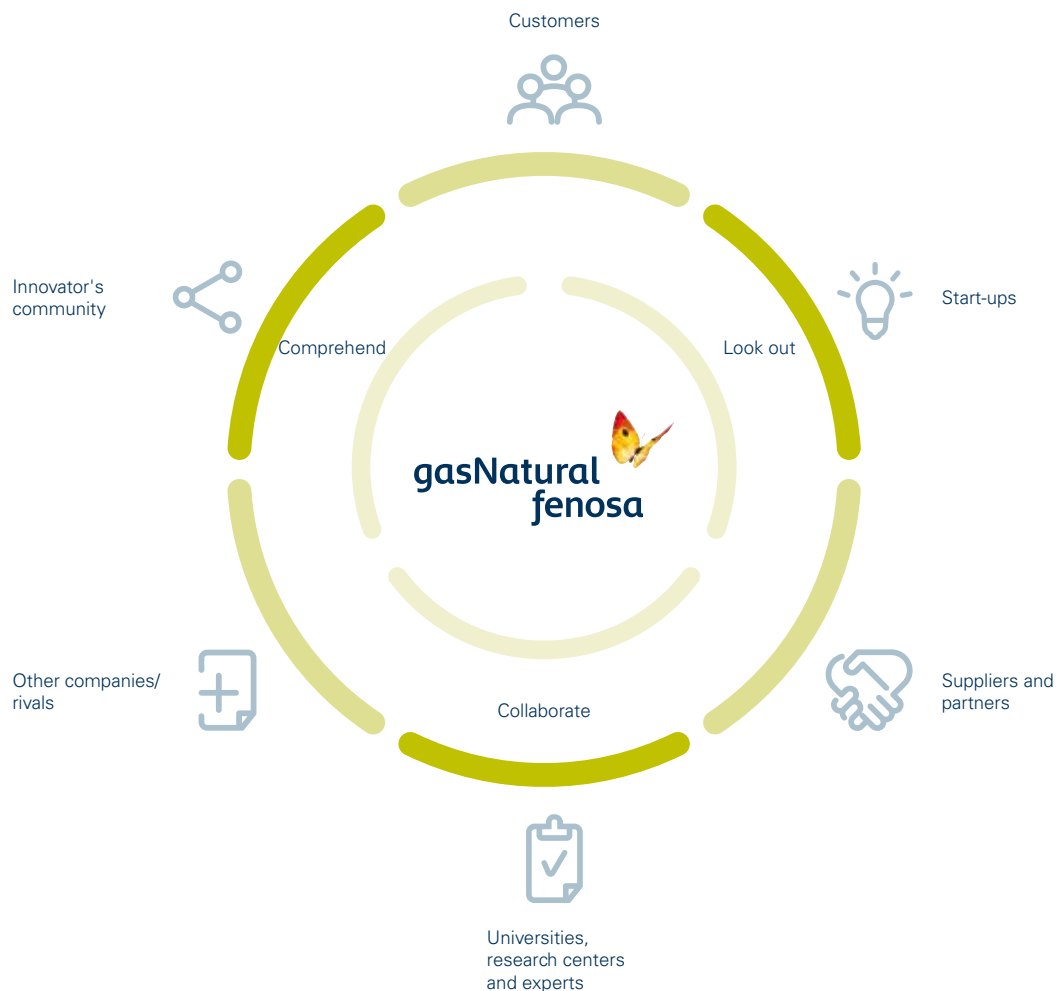 Customers
Innovator's
community
Start-ups
Comprehend
Look out
gasNatural
fenosa
Other companies/
rivals
Suppliers and
partners
Collaborate
Universities,
research centers
and experts